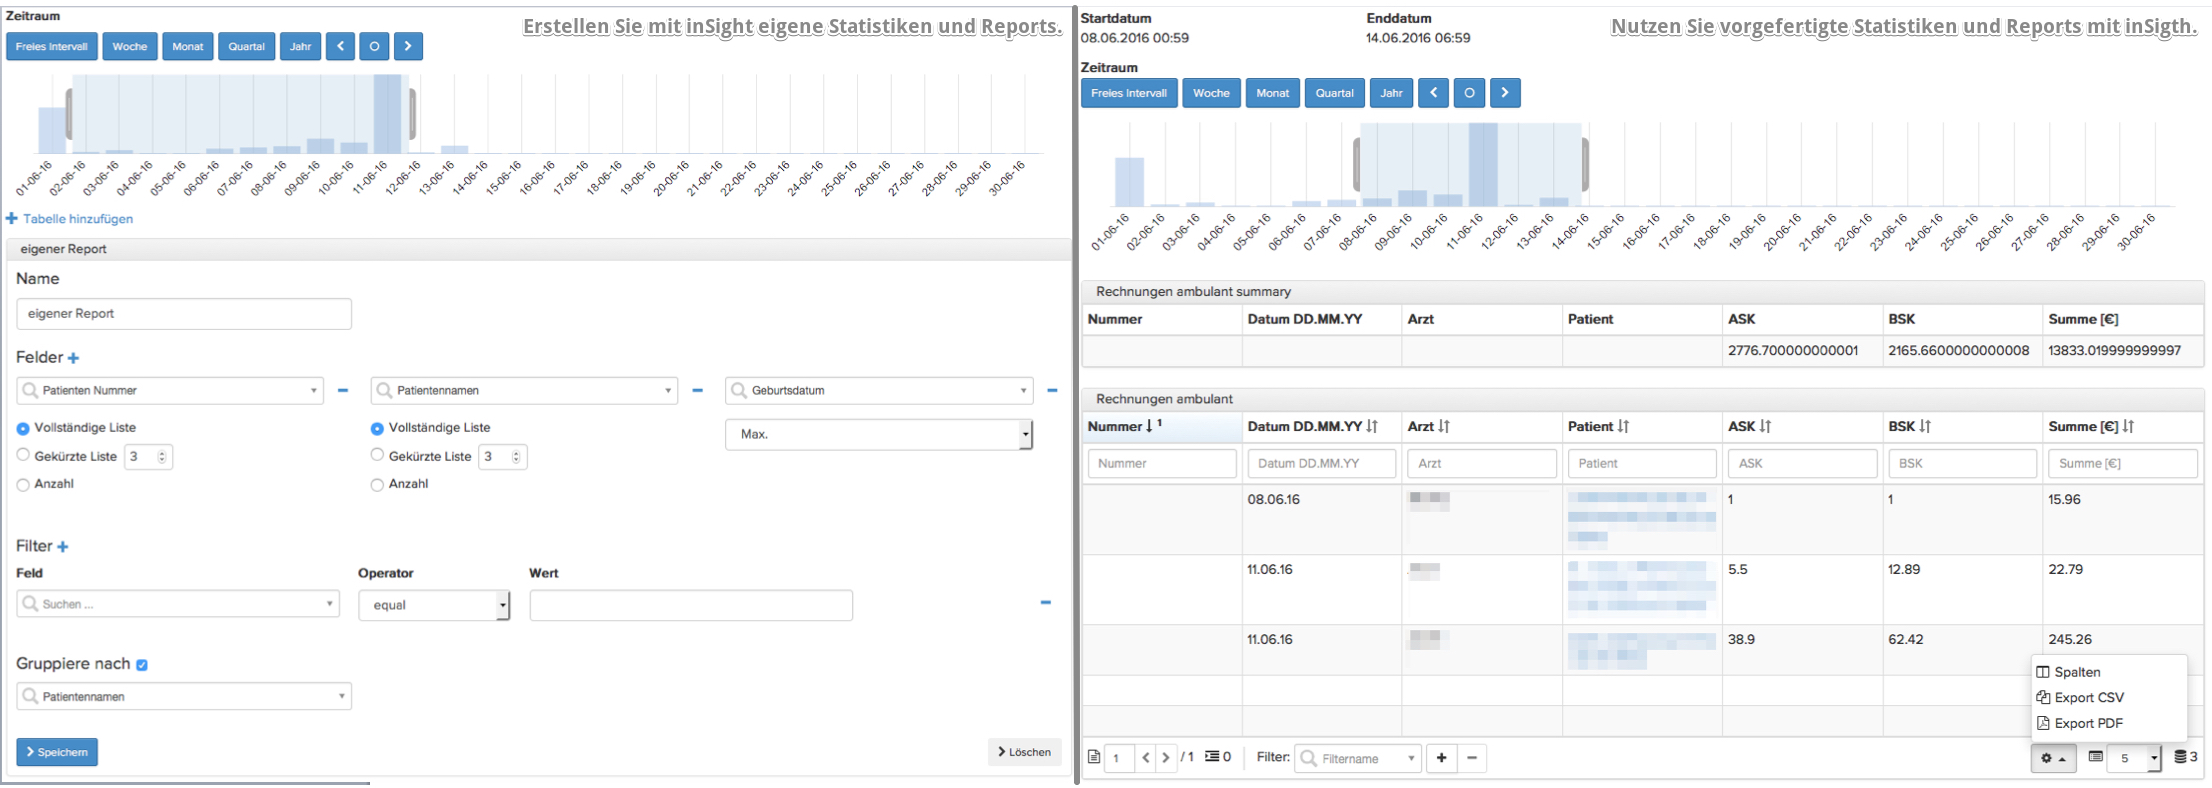 Zeitraum
Erstellen Sie mit inSight eigene Statistiken und Reports.
Freies Intervall Woche Monat Quartal Jahr
01-06-16 02-06-16 03-06-16 04-06-16 05-06-16 06-06-16 07-06-16 08-06-16 09-06-16 10-06-16 11-06-16 12-06-16 13-06-16 14-06-16 15-06-16 16-06-16 17-06-16 18-06-16 19-06-16 20-06-16 21-06-16 22-06-16 23-06-16 24-06-16 25-06-16 26-06-16 27-06-16 28-06-16 29-06-16 30-06-16
Tabelle hinzufügen
eigener Report
Name
eigener Report
Felder
Patienten Nummer Patientennamen Geburtsdatum
Vollständige Liste Vollständige Liste Max.
Gekürzte Liste 3 Gekürzte Liste 3
Anzahl Anzahl
Filter
Feld Operator Wert
Suchen ... equal
Gruppiere nach
Patientennamen
Speichern Löschen
Startdatum Enddatum
Nutzen Sie vorgefertigte Statistiken und Reports mit inSigth.
08.06.2016 00:59 14.06.2016 06:59
Zeitraum
Freies Intervall Woche Monat Quartal Jahr
01-06-16 02-06-16 03-06-16 04-06-16 05-06-16 06-06-16 07-06-16 08-06-16 09-06-16 10-06-16 11-06-16 12-06-16 13-06-16 14-06-16 15-06-16 16-06-16 17-06-16 18-06-16 19-06-16 20-06-16 21-06-16 22-06-16 23-06-16 24-06-16 25-06-16 26-06-16 27-06-16 28-06-16 29-06-16 30-06-16
Rechnungen ambulant summary
Nummer Datum DD.MM.YY Arzt Patient ASK BSK Summe [€]
2776.700000000001 2165.6600000000008 13833.019999999997
Rechnungen ambulant
Nummer 1 Datum DD.MM.YY Arzt Patient ASK BSK Summe [€]
Nummer Datum DD.MM.YY Arzt Patient ASK BSK Summe [€]
08.06.16 1 1 15.96
11.06.16 5.5 12.89 22.79
11.06.16 38.9 62.42 245.26
Spalten
Export CSV
Export PDF
1 / 1 0 Filter: Filtername 5 3